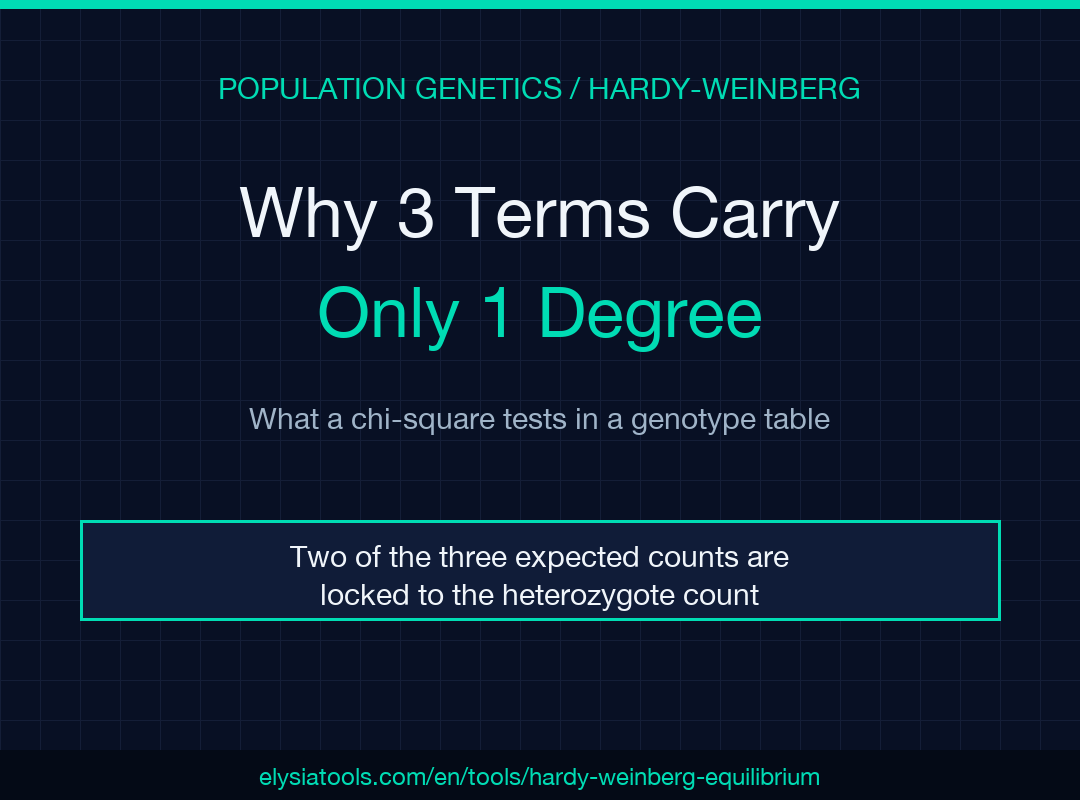 POPULATION GENETICS / HARDY-WEINBERG
Why 3 Terms Carry
Only 1 Degree
What a chi-square tests in a genotype table
Two of the three expected counts are
locked to the heterozygote count
elysiatools.com/en/tools/hardy-weinberg-equilibrium